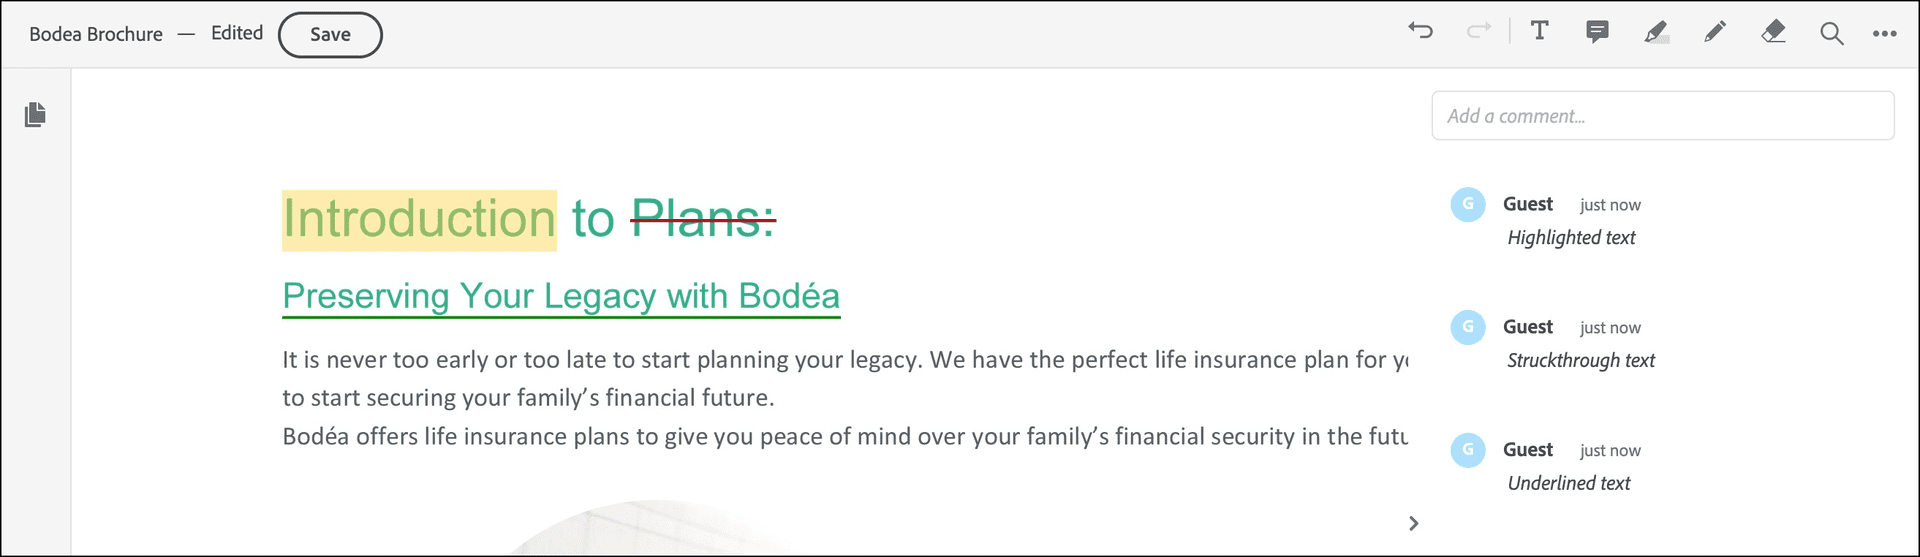 Bodea Brochure — Edited Save
T
Add a comment...
Introduction to Plans:
Preserving Your Legacy with Bodéa
It is never too early or too late to start planning your legacy. We have the perfect life insurance plan for
to start securing your family’s financial future.
Bodéa offers life insurance plans to give you peace of mind over your family’s financial security in the
G Guest just now
Highlighted text
G Guest just now
Struckthrough text
G Guest just now
Underlined text